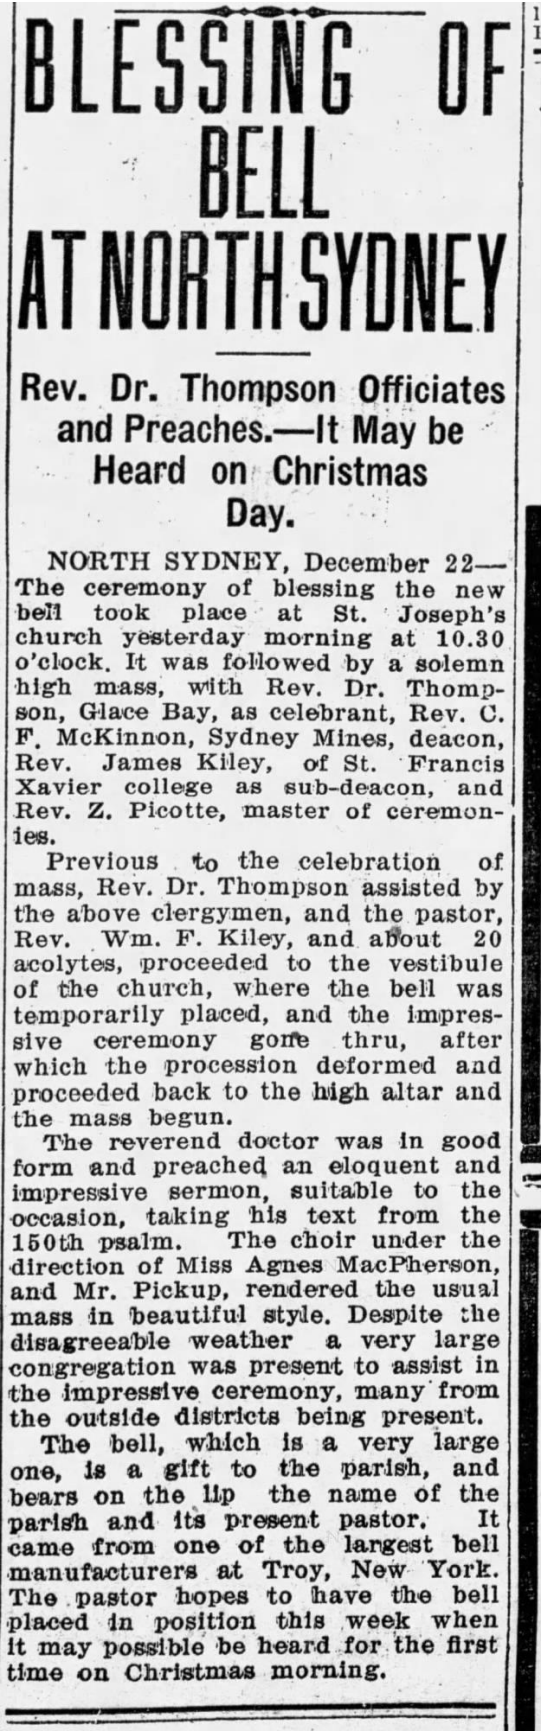 BLESSING OF
BELL
AT NORTH SYDNEY
Rev. Dr. Thompson Officiates
and Preaches.—It May be
Heard on Christmas
Day.
NORTH SYDNEY, December 22—
The ceremony of blessing the new
bell took place at St. Joseph's
church yesterday morning at 10.30
o'clock. It was followed by a solemn
high mass, with Rev. Dr. Thomp-
son, Glace Bay, as celebrant, Rev. C.
F. McKinnon, Sydney Mines, deacon,
Rev. James Kiley, of St. Francis
Xavier college as sub-deacon, and
Rev. Z. Picotte, master of ceremon-
ies.
Previous to the celebration of
mass, Rev. Dr. Thompson assisted by
the above clergymen, and the pastor,
Rev. Wm. F. Kiley, and about 20
acolytes, proceeded to the vestibule
of the church, where the bell was
temporarily placed, and the impres-
sive ceremony gone thru, after
which the procession deformed and
proceeded back to the high altar and
the mass begun.
The reverend doctor was in good
form and preached an eloquent and
impressive sermon, suitable to the
occasion, taking his text from the
150th psalm. The choir under the
direction of Miss Agnes MacPherson,
and Mr. Pickup, rendered the usual
mass in beautiful style. Despite the
disagreeable weather a very large
congregation was present to assist in
the impressive ceremony, many from
the outside districts being present.
The bell, which is a very large
one, is a gift to the parish, and
bears on the lip the name of the
parish and its present pastor. It
came from one of the largest bell
manufacturers at Troy, New York.
The pastor hopes to have the bell
placed in position this week when
it may possible be heard for the first
time on Christmas morning.